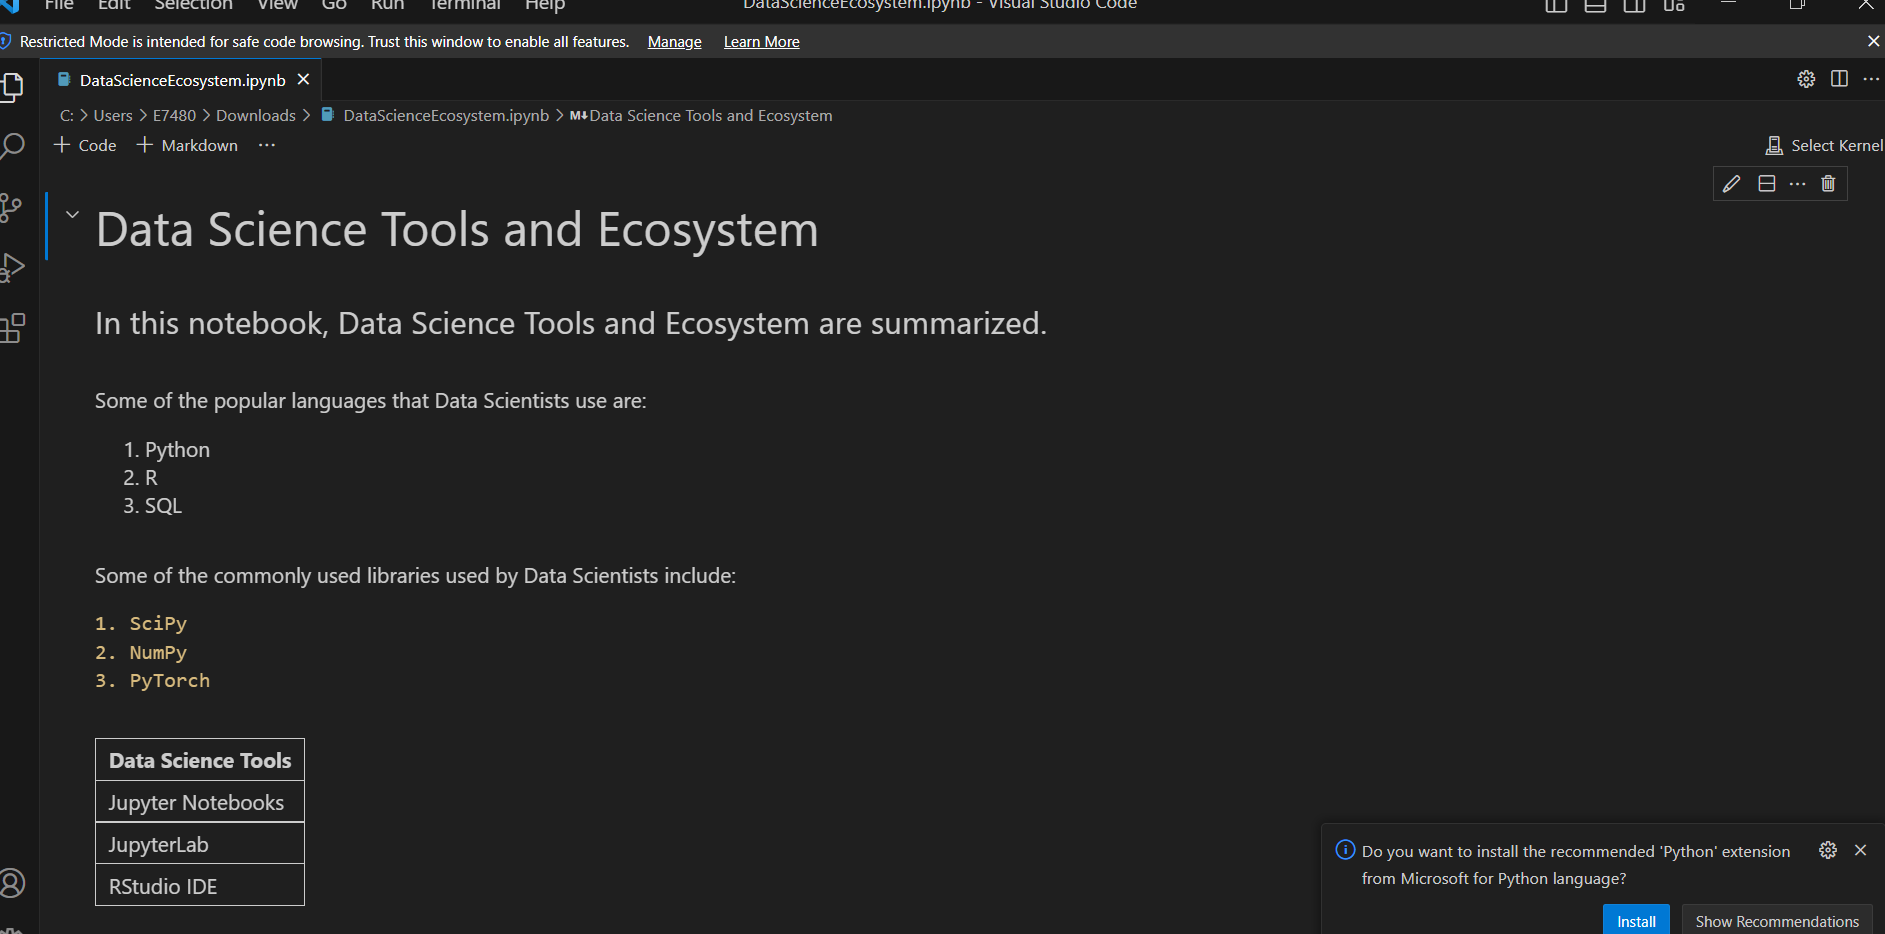 File Edit Selection View Go Run Terminal Help DataScienceEcosystem.ipynb - Visual Studio Code
Restricted Mode is intended for safe code browsing. Trust this window to enable all features. Manage Learn More
DataScienceEcosystem.ipynb
C: > Users > E7480 > Downloads > DataScienceEcosystem.ipynb > M↓Data Science Tools and Ecosystem
+ Code + Markdown ... Select Kernel
Data Science Tools and Ecosystem
In this notebook, Data Science Tools and Ecosystem are summarized.
Some of the popular languages that Data Scientists use are:
1. Python
2. R
3. SQL
Some of the commonly used libraries used by Data Scientists include:
1. SciPy
2. NumPy
3. PyTorch
Data Science Tools
Jupyter Notebooks
JupyterLab
RStudio IDE
Do you want to install the recommended 'Python' extension
from Microsoft for Python language?
Install Show Recommendations